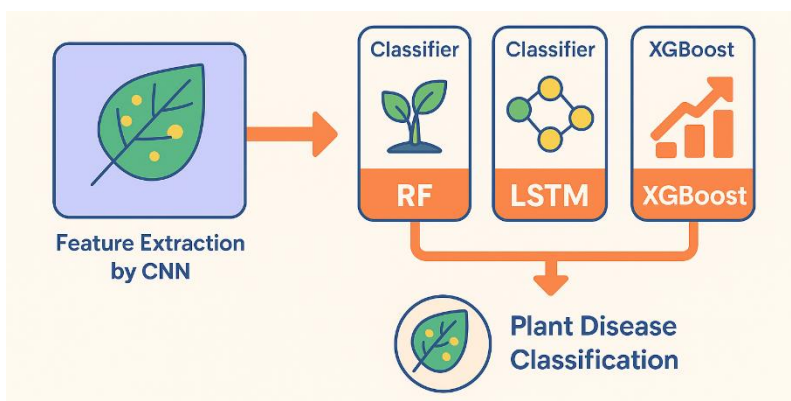 Feature Extraction
by CNN
Classifier
RF
Classifier
LSTM
XGBoost
XGBoost
Plant Disease
Classification